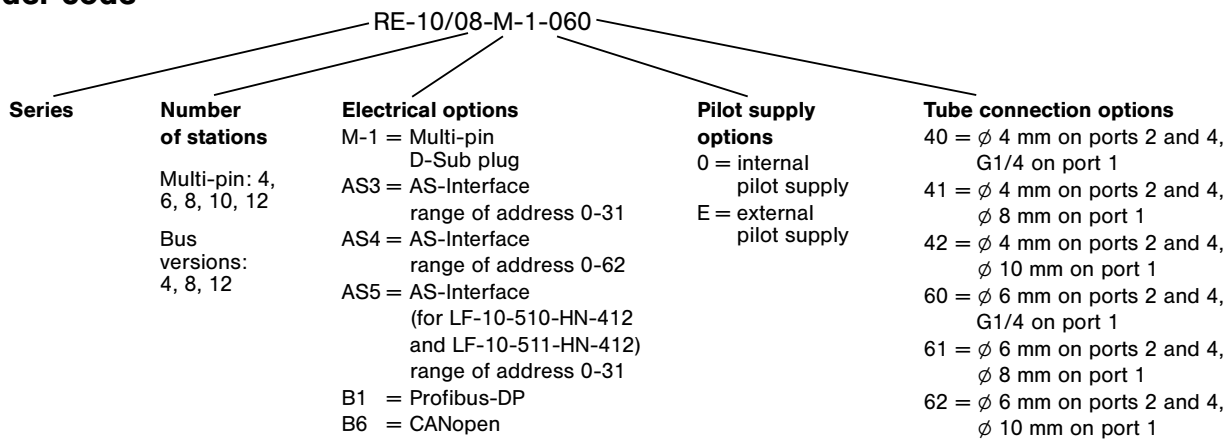 RE-10/08-M-1-060
Series
Number
of stations
Multi-pin: 4,
6, 8, 10, 12
Bus
versions:
4, 8, 12
Electrical options
M-1 = Multi-pin
D-Sub plug
AS3 = AS-Interface
range of address 0-31
AS4 = AS-Interface
range of address 0-62
AS5 = AS-Interface
(for LF-10-510-HN-412
and LF-10-511-HN-412)
range of address 0-31
B1 = Profibus-DP
B6 = CANopen
Pilot supply
options
0 = internal
pilot supply
E = external
pilot supply
Tube connection options
40 = ⌀ 4 mm on ports 2 and 4,
G1/4 on port 1
41 = ⌀ 4 mm on ports 2 and 4,
⌀ 8 mm on port 1
42 = ⌀ 4 mm on ports 2 and 4,
⌀ 10 mm on port 1
60 = ⌀ 6 mm on ports 2 and 4,
G1/4 on port 1
61 = ⌀ 6 mm on ports 2 and 4,
⌀ 8 mm on port 1
62 = ⌀ 6 mm on ports 2 and 4,
⌀ 10 mm on port 1